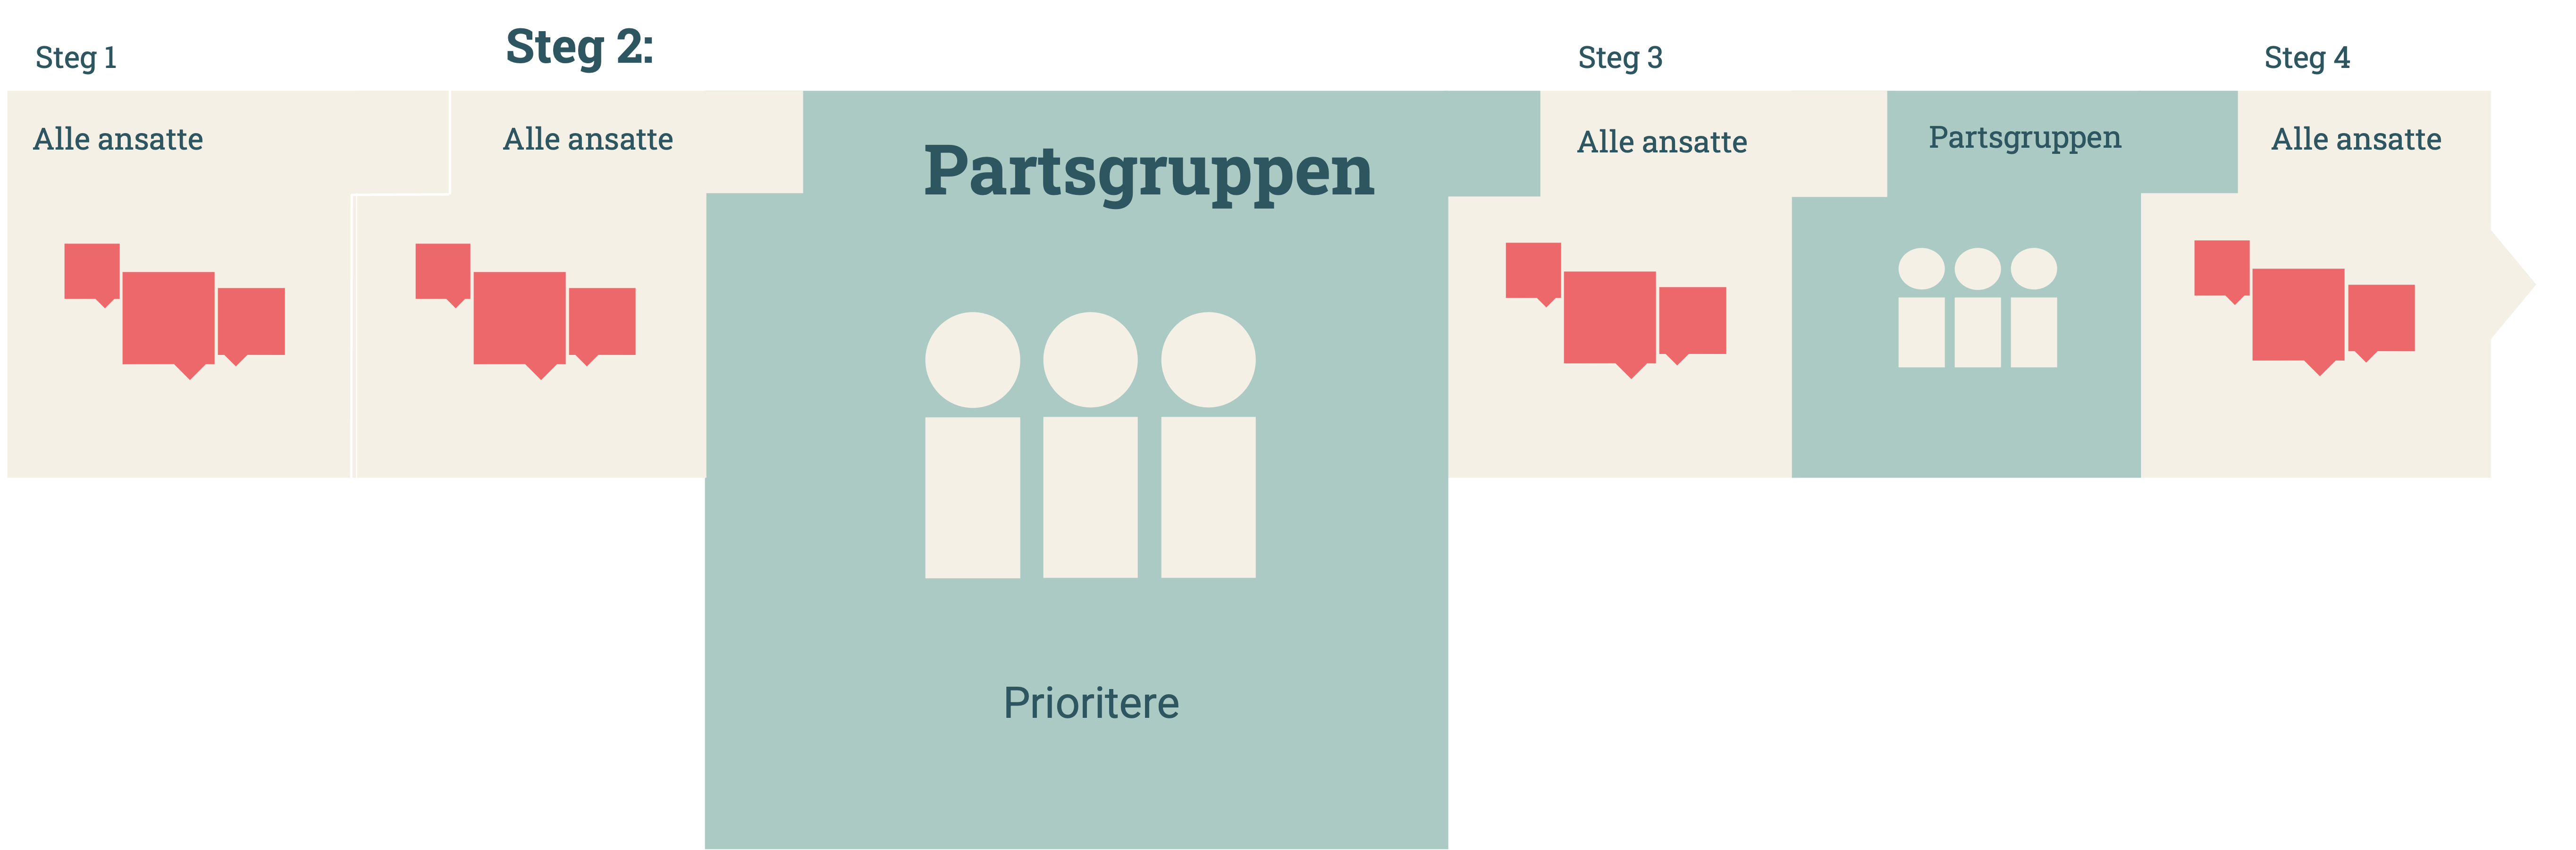 Steg 1
Steg 2:
Steg 3
Steg 4
Alle ansatte
Alle ansatte
Partsgruppen
Alle ansatte
Partsgruppen
Alle ansatte
Prioritere